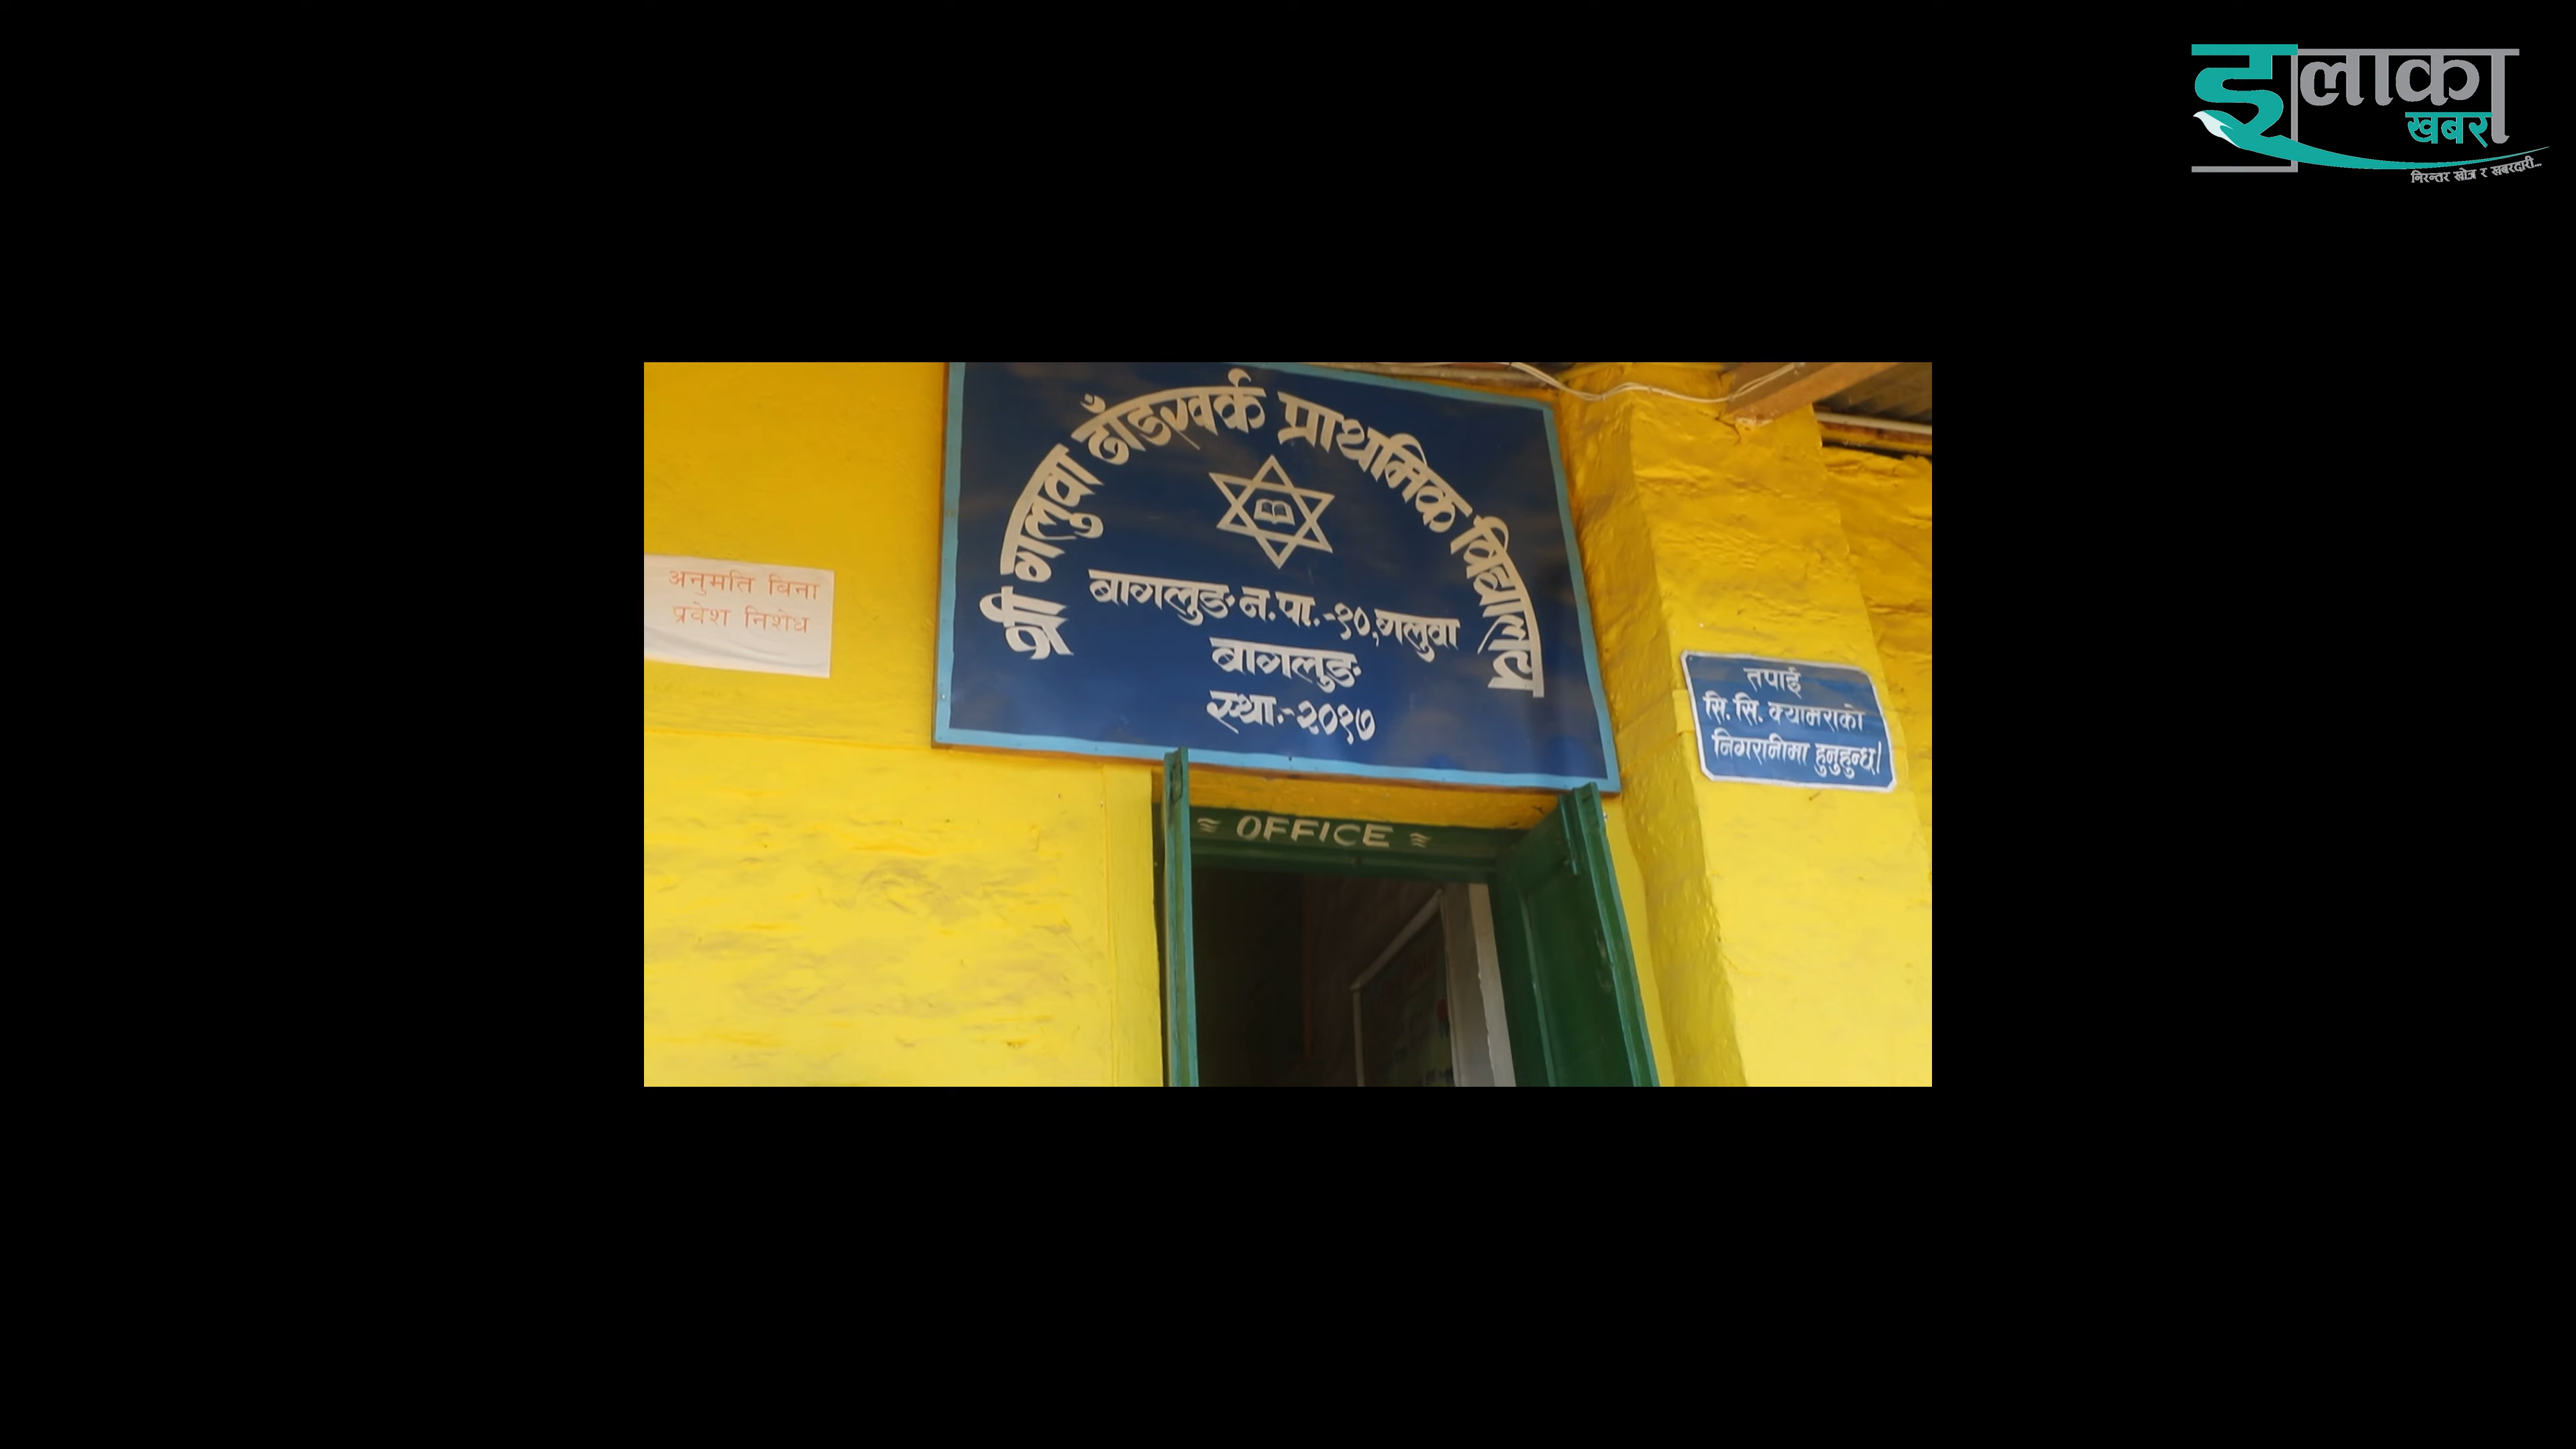 इलाका
खबर
निरन्तर खोज र खबरदारी...
श्री गलुवा ठाँडखर्क प्राथमिक विद्यालय
बागलुङ न.पा.-१०, गलुवा
बागलुङ
स्था.-२०१७
अनुमति बिना
प्रवेश निशेध
तपाई
सि. सि. क्यामराको
निगरानीमा हुनुहुन्छ।
OFFICE